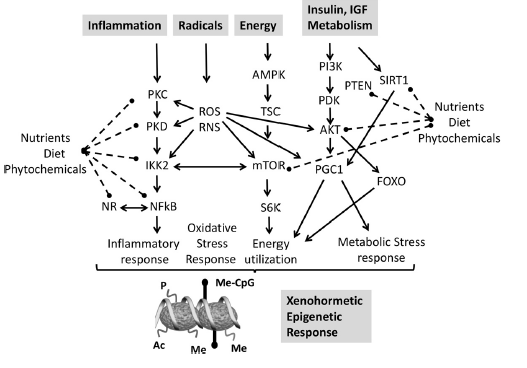 Inflammation
Radicals
Energy
Insulin, IGF
Metabolism
PKC
PKD
IKK2
NR
NFkB
Inflammatory
response
ROS
RNS
Oxidative
Stress
Response
AMPK
TSC
mTOR
S6K
Energy
utilization
PI3K
PDK
AKT
PGC1
PTEN
SIRT1
FOXO
Metabolic Stress
response
Nutrients
Diet
Phytochemicals
Nutrients
Diet
Phytochemicals
P
Me-CpG
Ac
Me
Me
Xenohormetic
Epigenetic
Response